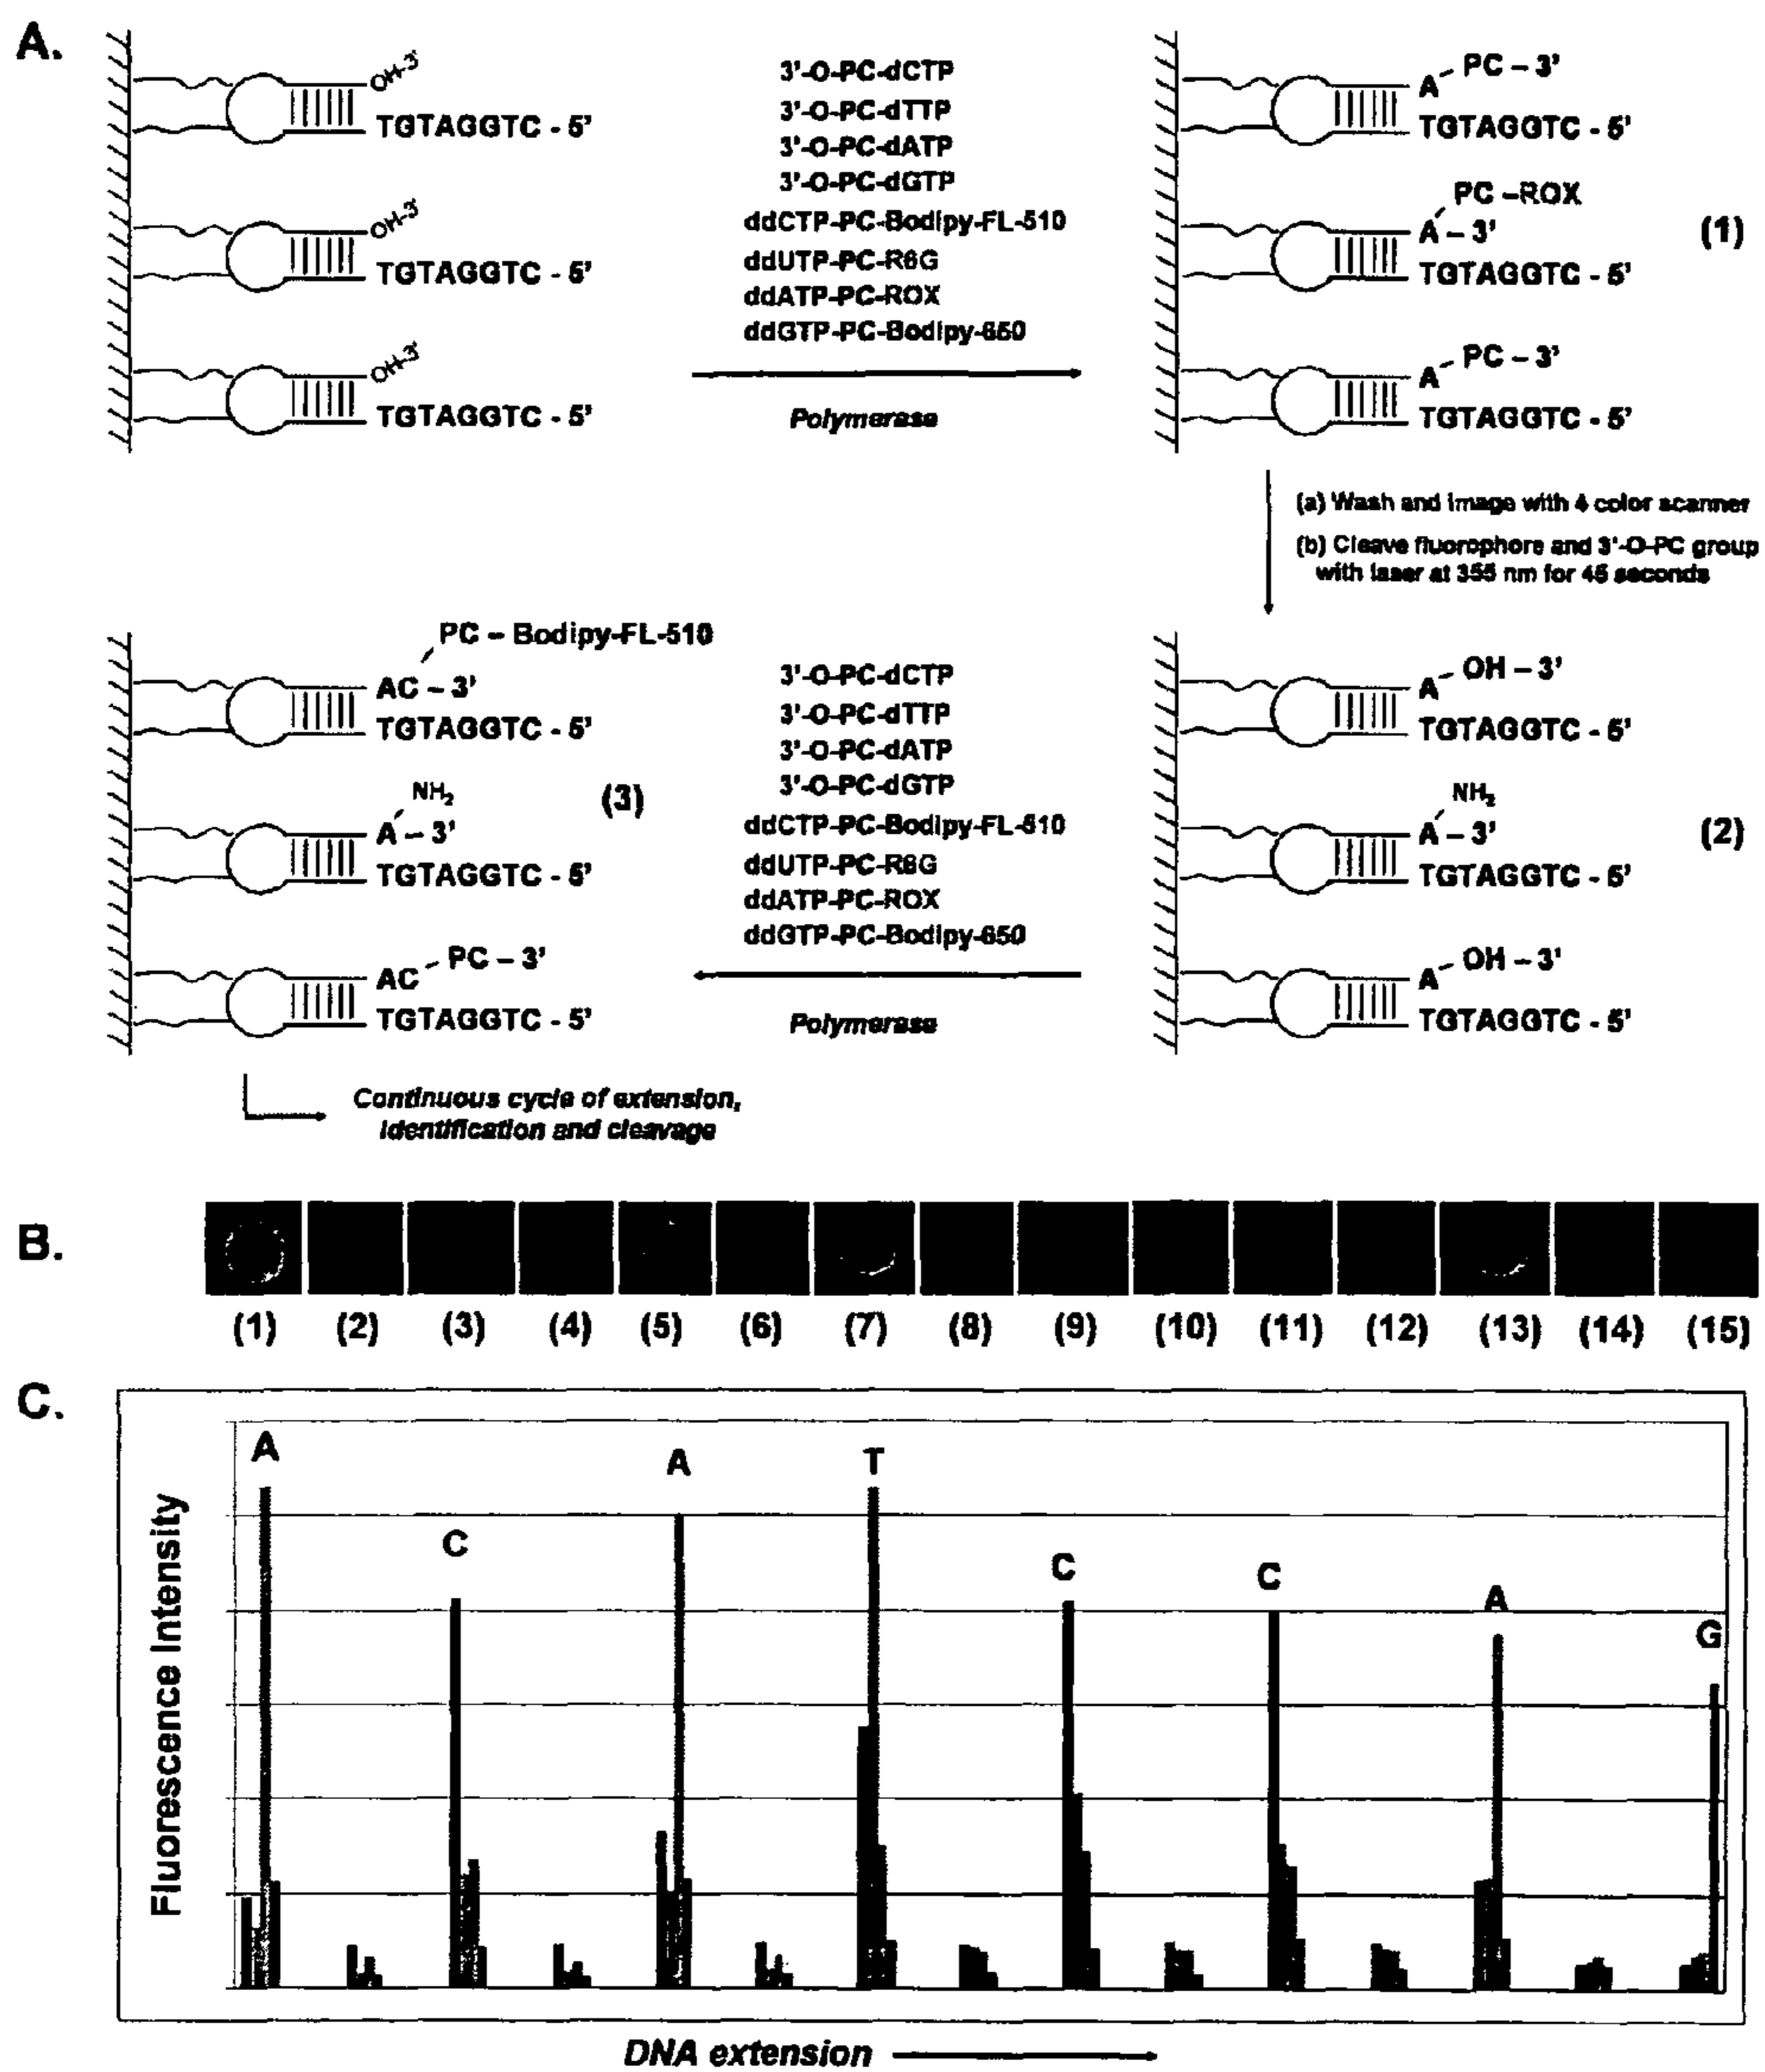 A.
OH-3'
TGTAGGTC - 5'
OH-3'
TGTAGGTC - 5'
OH-3'
TGTAGGTC - 5'
3'-O-PC-dCTP
3'-O-PC-dTTP
3'-O-PC-dATP
3'-O-PC-dGTP
ddCTP-PC-Bodipy-FL-510
ddUTP-PC-R6G
ddATP-PC-ROX
ddGTP-PC-Bodipy-650
Polymerase
A PC – 3'
TGTAGGTC - 5'
PC –ROX
A – 3'
TGTAGGTC - 5'
(1)
A PC – 3'
TGTAGGTC - 5'
(a) Wash and image with 4 color scanner
(b) Cleave fluorophore and 3'-O-PC group
with laser at 355 nm for 45 seconds
A OH – 3'
TGTAGGTC - 5'
NH2
A – 3'
TGTAGGTC - 5'
(2)
A OH – 3'
TGTAGGTC - 5'
3'-O-PC-dCTP
3'-O-PC-dTTP
3'-O-PC-dATP
3'-O-PC-dGTP
ddCTP-PC-Bodipy-FL-510
ddUTP-PC-R6G
ddATP-PC-ROX
ddGTP-PC-Bodipy-650
Polymerase
PC – Bodipy-FL-510
AC – 3'
TGTAGGTC - 5'
NH2
A – 3'
TGTAGGTC - 5'
(3)
AC PC – 3'
TGTAGGTC - 5'
Continuous cycle of extension,
identification and cleavage
B.
(1) (2) (3) (4) (5) (6) (7) (8) (9) (10) (11) (12) (13) (14) (15)
C.
Fluorescence Intensity
A C A T C C A G
DNA extension